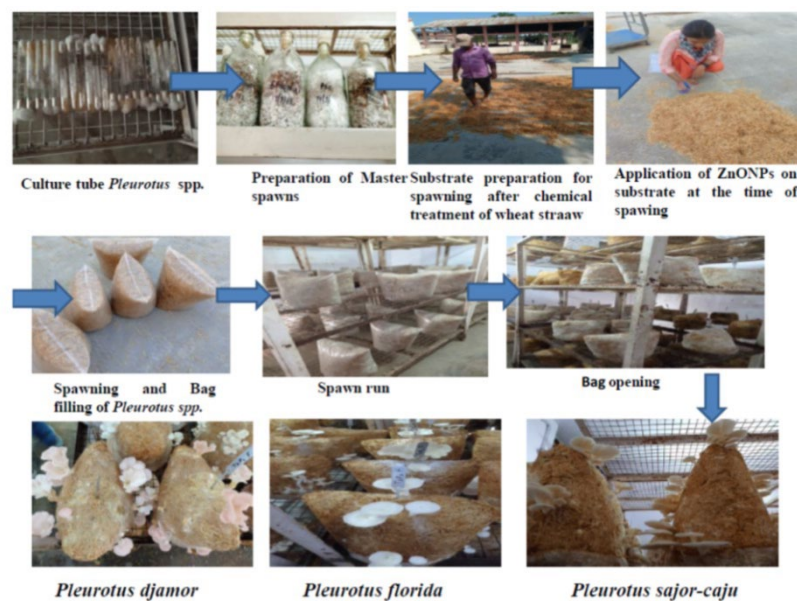 Culture tube Pleurotus spp.
Preparation of Master
spawns
Substrate preparation for
spawning after chemical
treatment of wheat straaw
Application of ZnONPs on
substrate at the time of
spawing
Spawning and Bag
filling of Pleurotus spp.
Spawn run
Bag opening
Pleurotus djamor
Pleurotus florida
Pleurotus sajor-caju